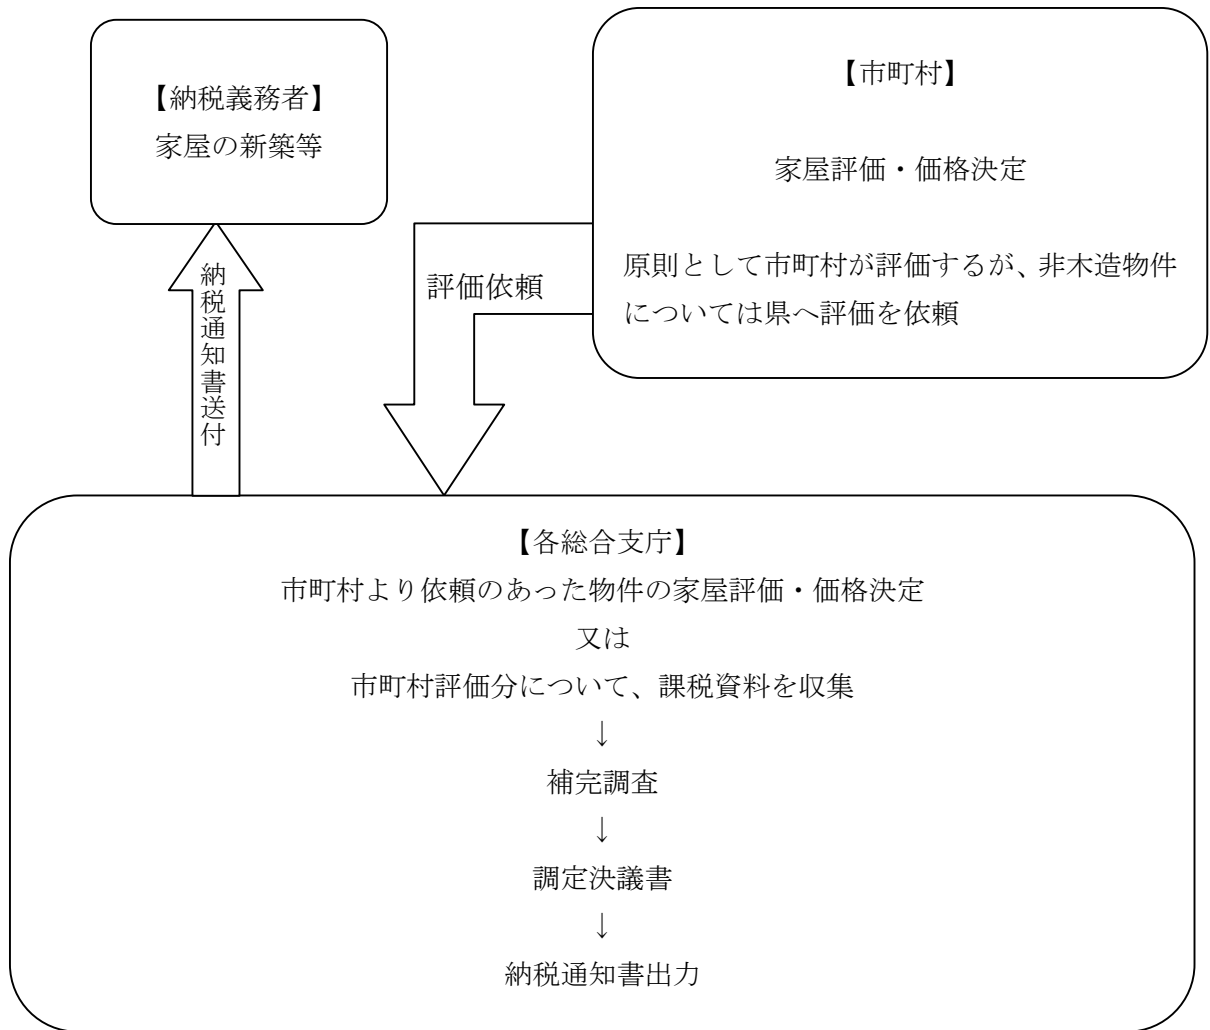 【納税義務者】
家屋の新築等
【市町村】
家屋評価・価格決定
原則として市町村が評価するが、非木造物件
については県へ評価を依頼
評価依頼
納税通知書送付
【各総合支庁】
市町村より依頼のあった物件の家屋評価・価格決定
又は
市町村評価分について、課税資料を収集
↓
補完調査
↓
調定決議書
↓
納税通知書出力